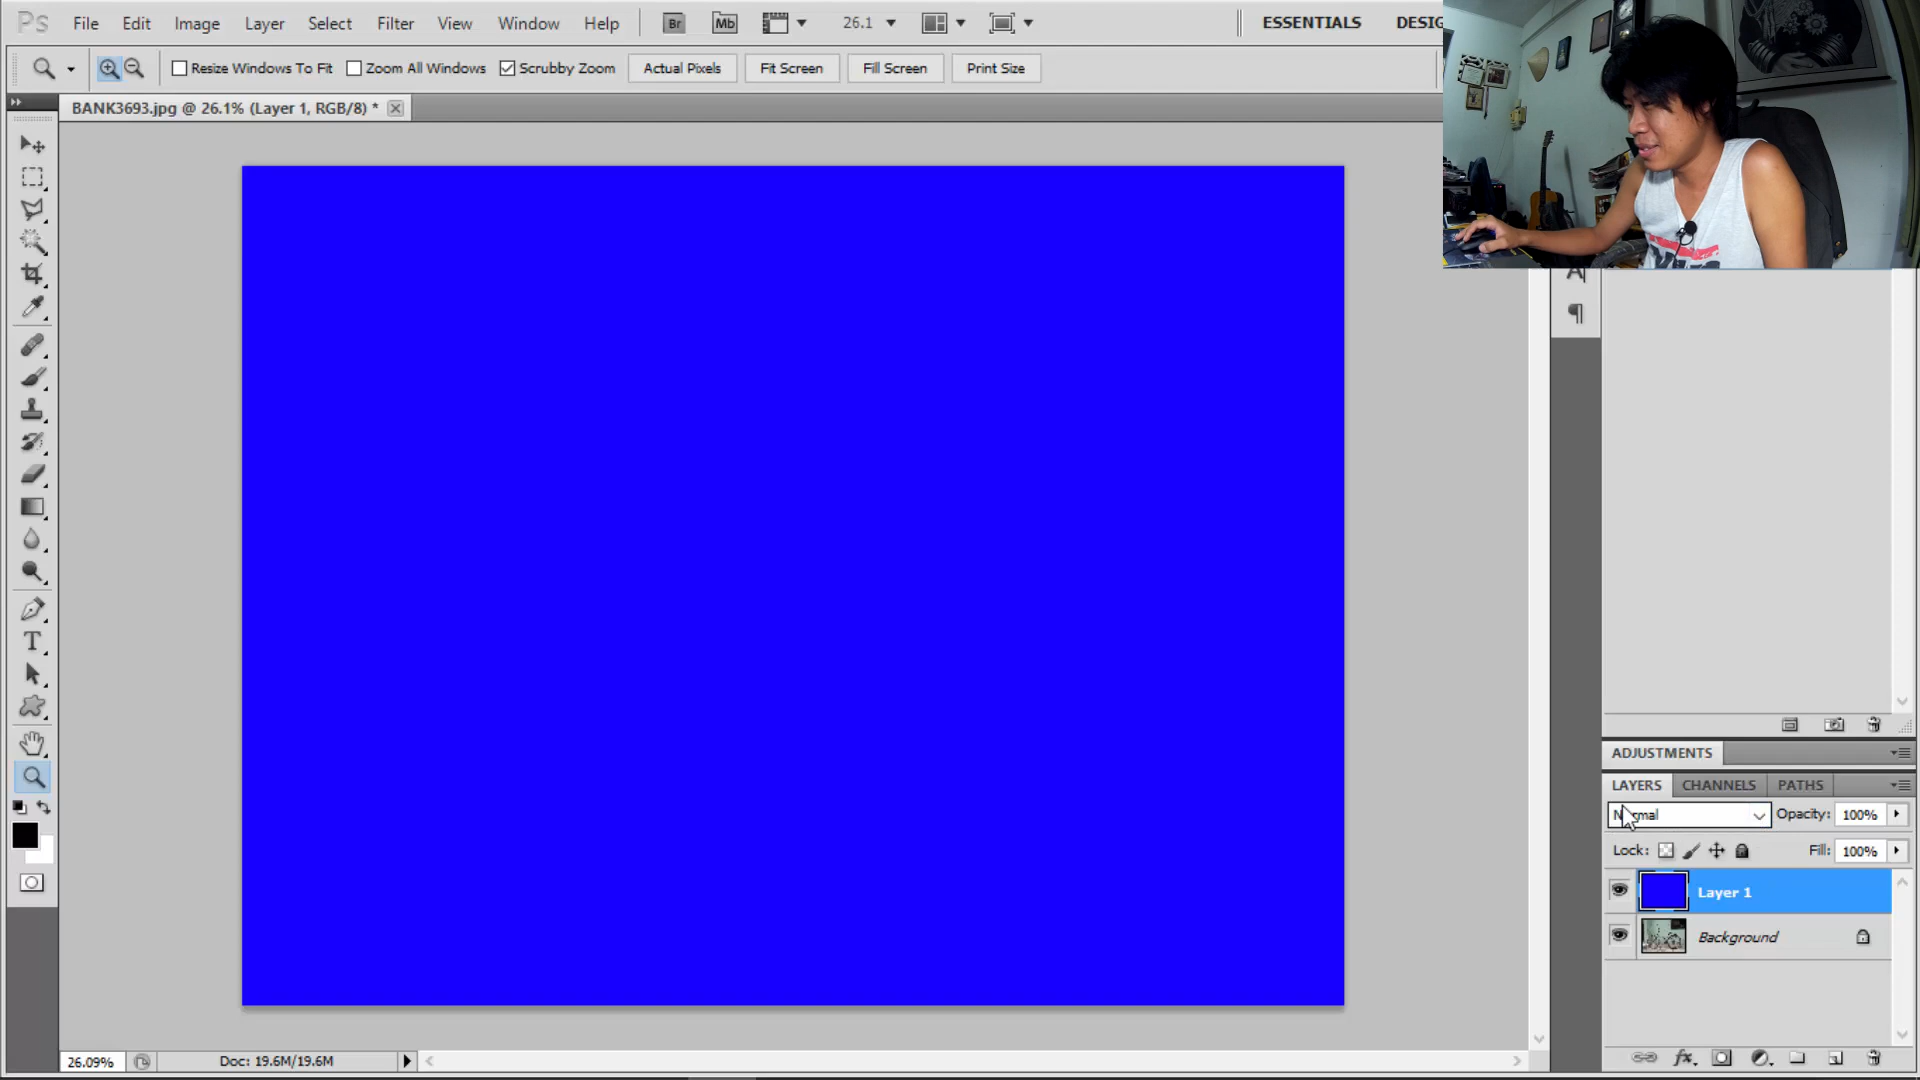 Ps File Edit Image Layer Select Filter View Window Help Br Mb 26.1 ESSENTIALS
Resize Windows To Fit Zoom All Windows Scrubby Zoom Actual Pixels Fit Screen Fill Screen Print Size
BANK3693.jpg @ 26.1% (Layer 1, RGB/8) *
ADJUSTMENTS
LAYERS CHANNELS PATHS
Normal Opacity: 100%
Lock: Fill: 100%
Layer 1
Background
26.09% Doc: 19.6M/19.6M